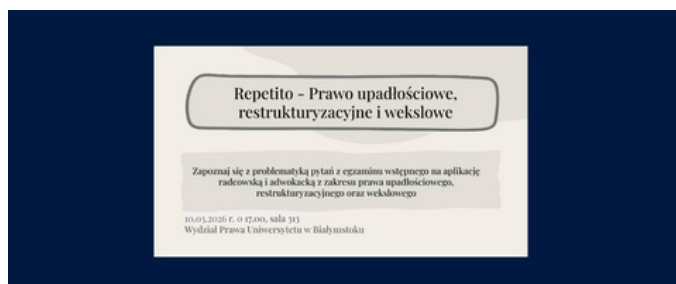 Repetito - Prawo upadłościowe,
restrukturyzacyjne i wekslowe
Zapoznaj się z problematyką pytań z egzaminu wstępnego na aplikację
radcowską i adwokacką z zakresu prawa upadłościowego,
restrukturyzacyjnego oraz wekslowego
10.03.2026 r. o 17.00, sala 313
Wydział Prawa Uniwersytetu w Białymstoku